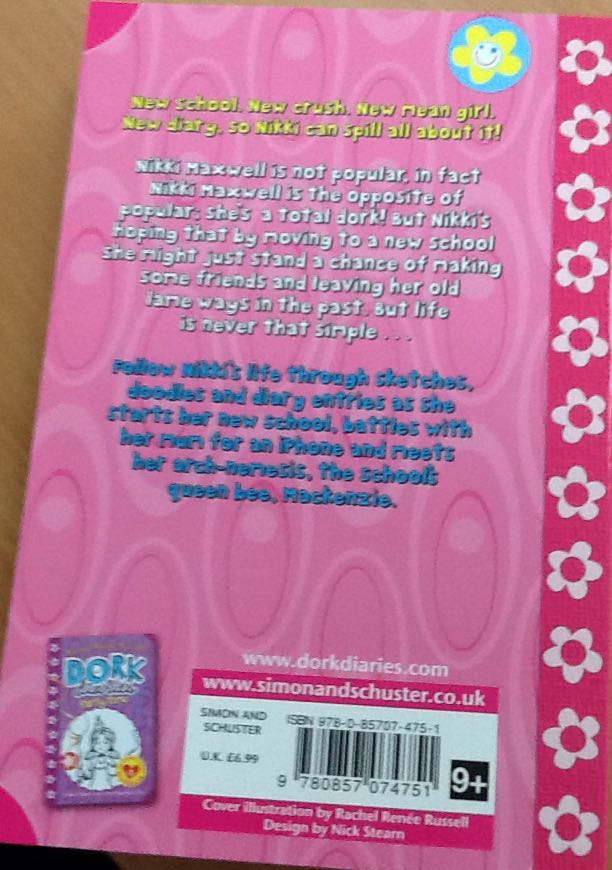 New school. New crush. New mean girl.
New diary, so Nikki can spill all about it!
Nikki Maxwell is not popular, in fact
Nikki Maxwell is the opposite of
popular; she's a total dork! But Nikki's
hoping that by moving to a new school
she might just stand a chance of making
some friends and leaving her old
lame ways in the past. But life
is never that simple . . .
Follow Nikki's life through sketches,
doodles and diary entries as she
starts her new school, battles with
her mum for an iPhone and meets
her arch-nemesis, the school's
queen bee, Mackenzie.
www.dorkdiaries.com
www.simonandschuster.co.uk
SIMON AND
SCHUSTER
U.K. £6.99
ISBN 978-0-85707-475-1
9 780857 074751
9+
Cover illustration by Rachel Renée Russell
Design by Nick Stearn
DORK